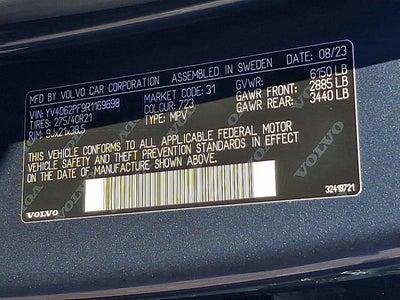 MFD BY VOLVO CAR CORPORATION ASSEMBLED IN SWEDEN 08/23
VIN: YV4062PF9R1169698 MARKET CODE: 31 GVWR: 6150 LB
TIRES: 275/40R21 COLOUR: 723 GAWR FRONT: 2885 LB
RIM: 9Jx21x38.5 TYPE: MPV GAWR REAR: 3440 LB
THIS VEHICLE CONFORMS TO ALL APPLICABLE FEDERAL MOTOR
VEHICLE SAFETY AND THEFT PREVENTION STANDARDS IN EFFECT
ON DATE OF MANUFACTURE SHOWN ABOVE.
VOLVO
32418721